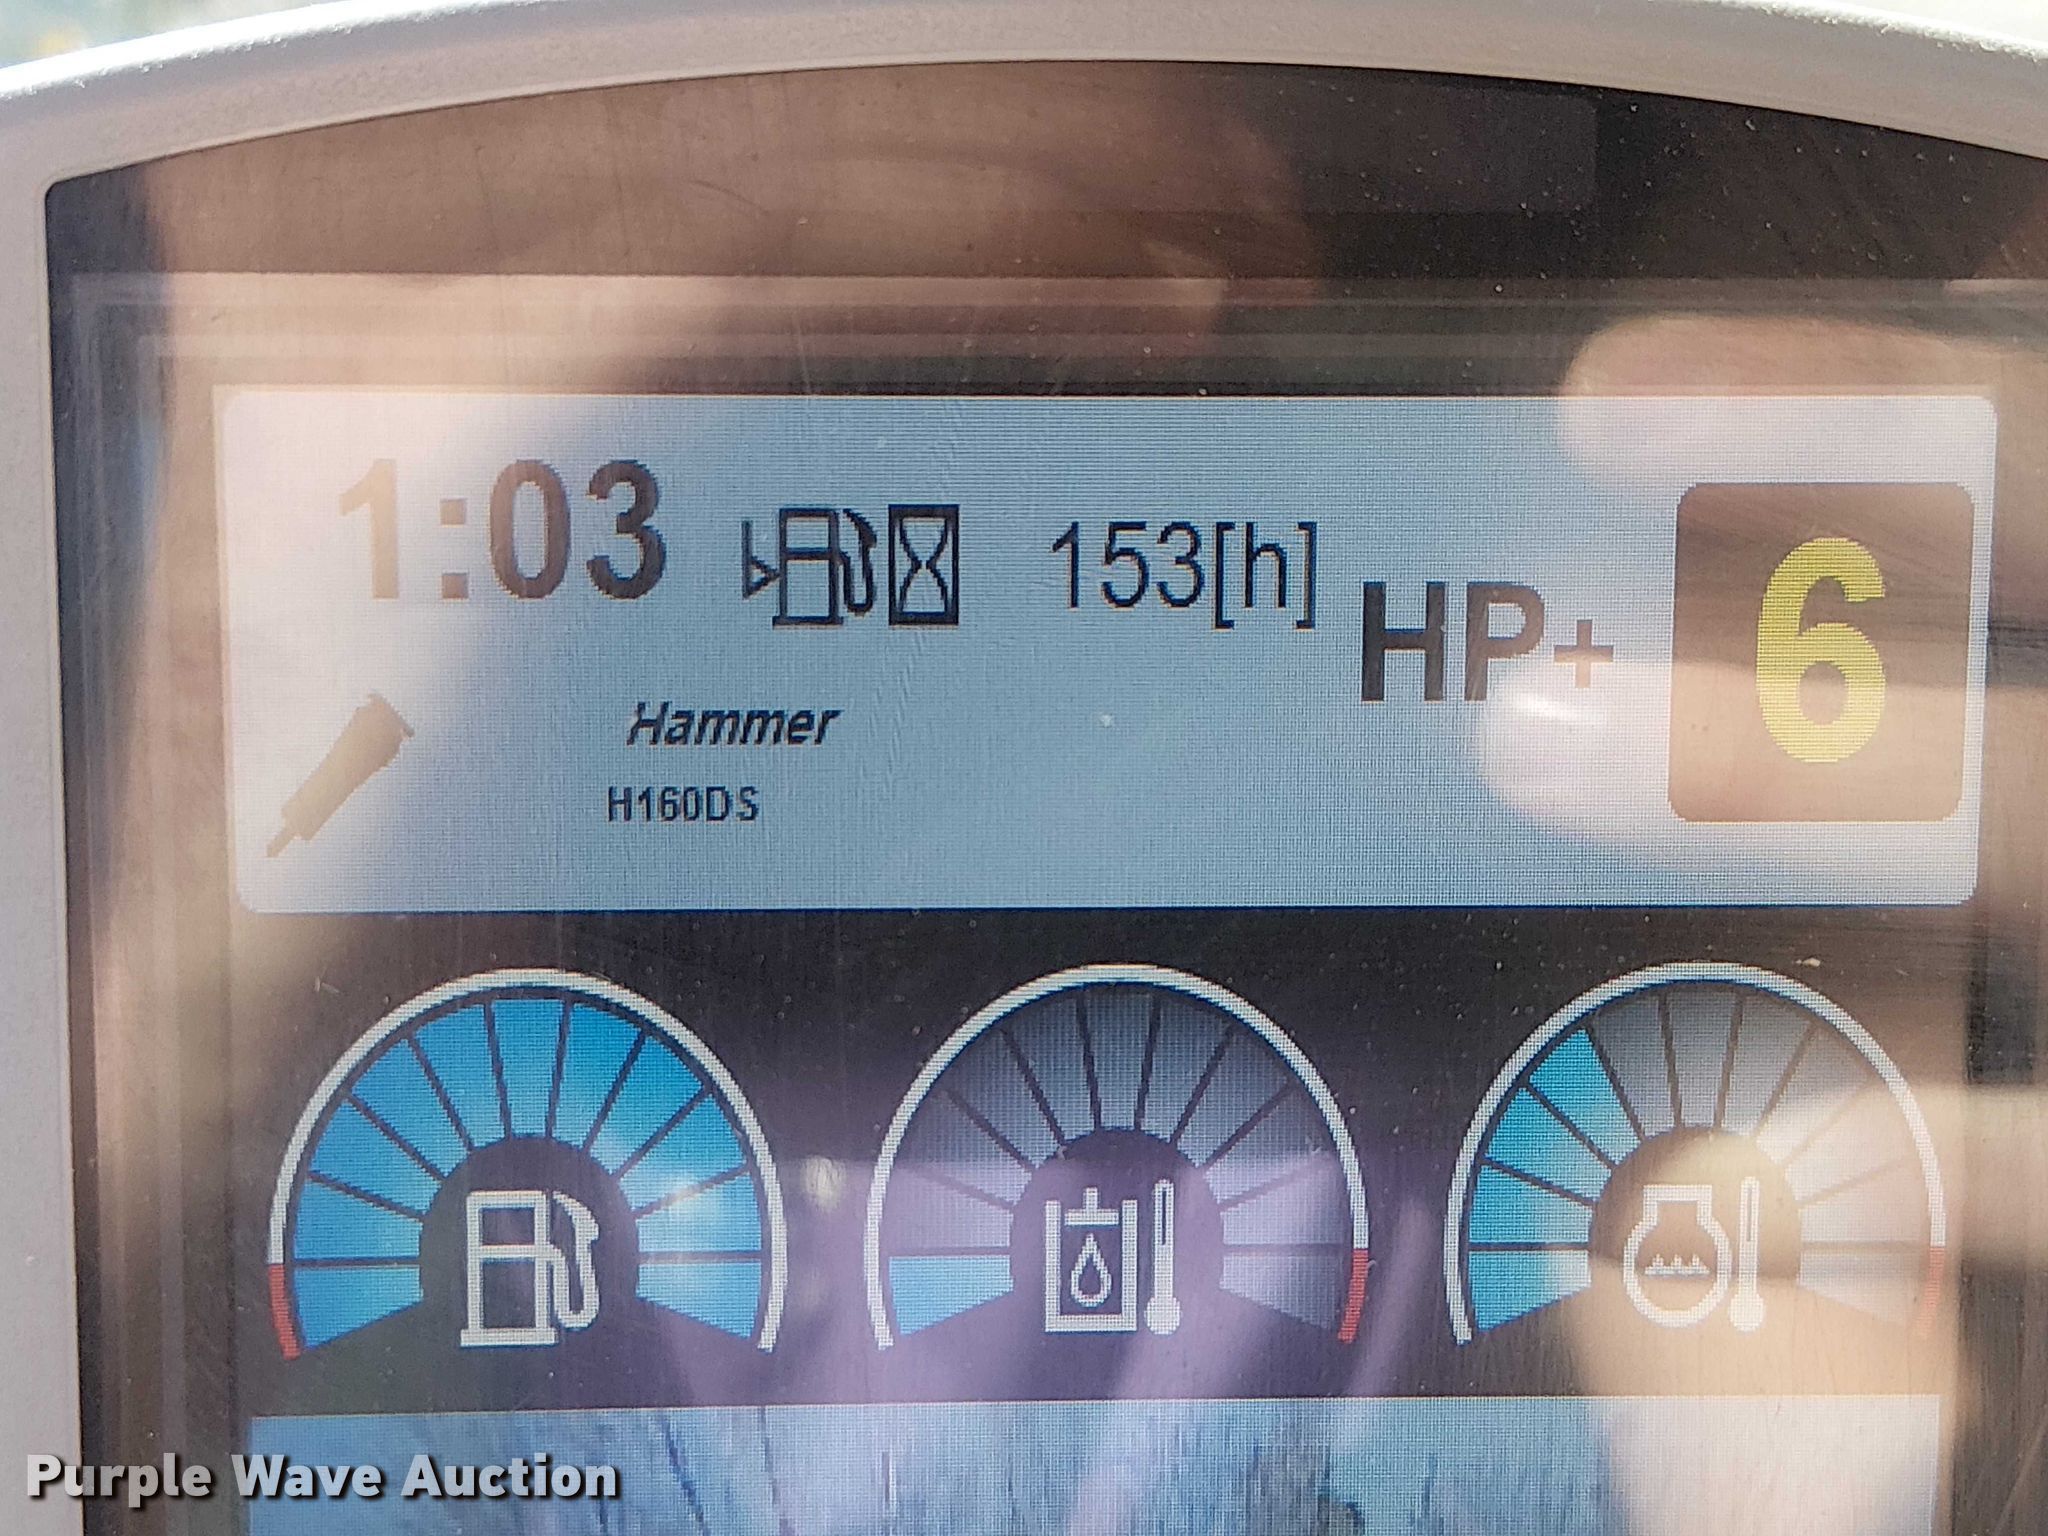 1:03 153[h] HP+ 6
Hammer
H160DS
Purple Wave Auction